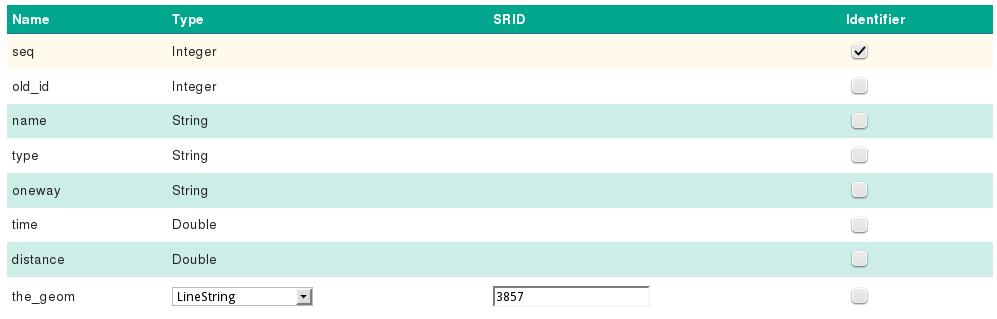 Name Type SRID Identifier
seq Integer
old_id Integer
name String
type String
oneway String
time Double
distance Double
the_geom LineString 3857